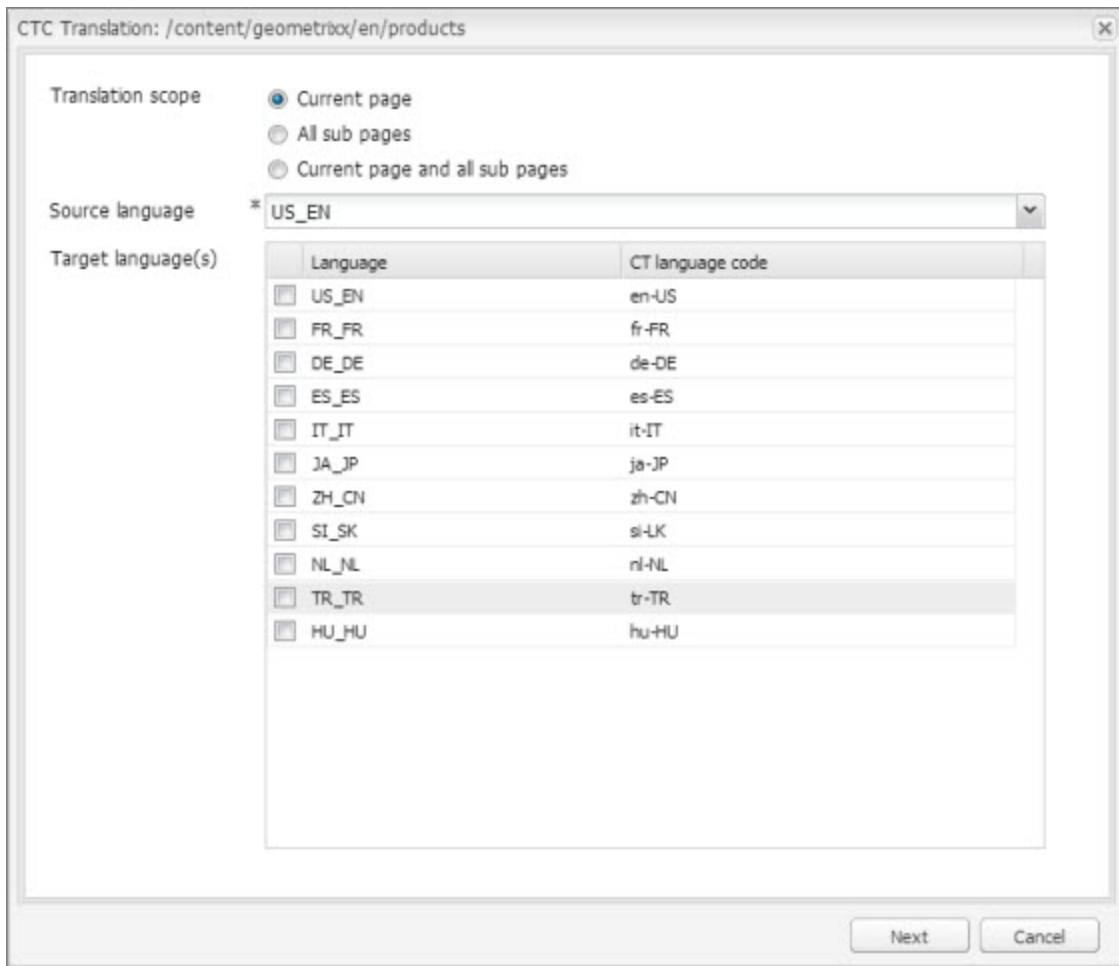 CTC Translation: /content/geometrixx/en/products
Translation scope
Current page
All sub pages
Current page and all sub pages
Source language * US_EN
Target language(s)
Language CT language code
US_EN en-US
FR_FR fr-FR
DE_DE de-DE
ES_ES es-ES
IT_IT it-IT
JA_JP ja-JP
ZH_CN zh-CN
SI_SK si-LK
NL_NL nl-NL
TR_TR tr-TR
HU_HU hu-HU
Next Cancel